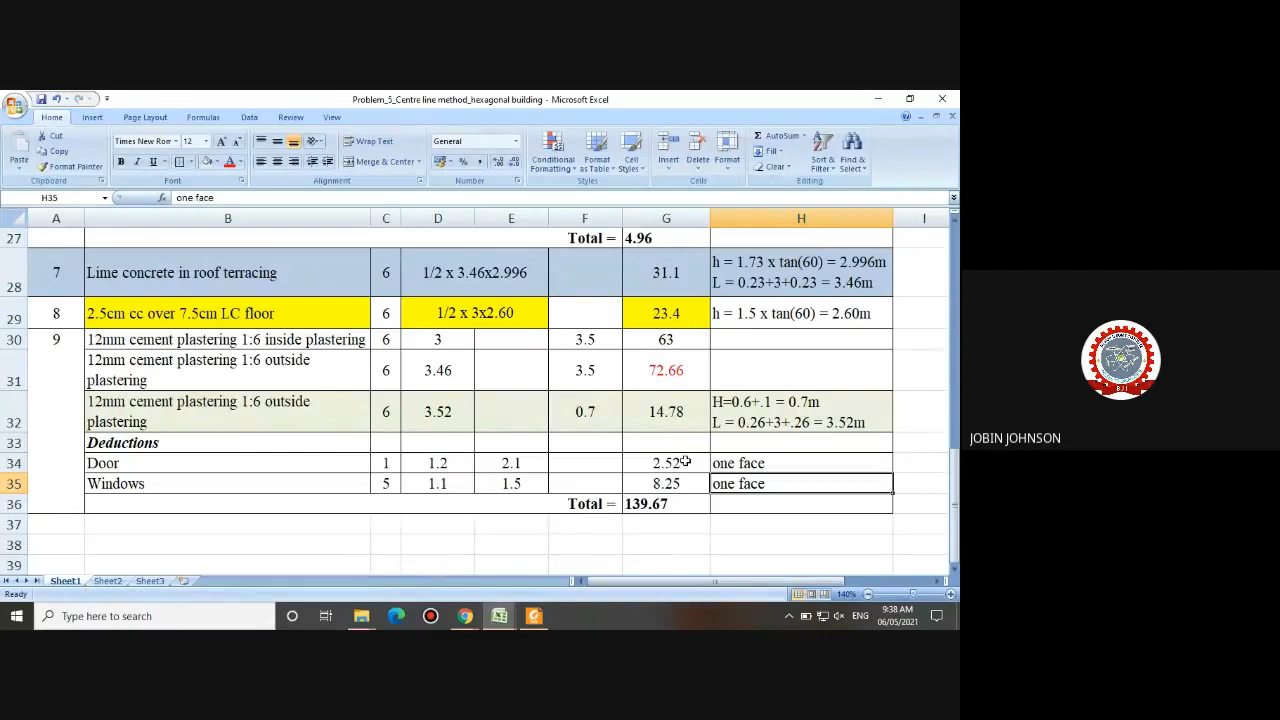 Problem_5_Centre line method_hexagonal building - Microsoft Excel
Home Insert Page Layout Formulas Data Review View
Cut Times New Ror 12 Wrap Text General AutoSum
Copy Fill
Paste Format Painter Merge & Center Conditional Formatting Format as Table Cell Styles Insert Delete Format Clear Sort & Filter Find & Select
Clipboard Font Alignment Number Styles Cells Editing
H35 fx one face
A B C D E F G H I
27 Total = 4.96
28 7 Lime concrete in roof terracing 6 1/2 x 3.46x2.996 31.1 h = 1.73 x tan(60) = 2.996m
L = 0.23+3+0.23 = 3.46m
29 8 2.5cm cc over 7.5cm LC floor 6 1/2 x 3x2.60 23.4 h = 1.5 x tan(60) = 2.60m
30 9 12mm cement plastering 1:6 inside plastering 6 3 3.5 63
31 12mm cement plastering 1:6 outside
plastering 6 3.46 3.5 72.66
32 12mm cement plastering 1:6 outside
plastering 6 3.52 0.7 14.78 H=0.6+.1 = 0.7m
L = 0.26+3+.26 = 3.52m
33 Deductions
34 Door 1 1.2 2.1 2.52 one face
35 Windows 5 1.1 1.5 8.25 one face
36 Total = 139.67
37
38
39
Sheet1 Sheet2 Sheet3
Ready 140%
Type here to search ENG 9:38 AM
06/05/2021
BJI
JOBIN JOHNSON